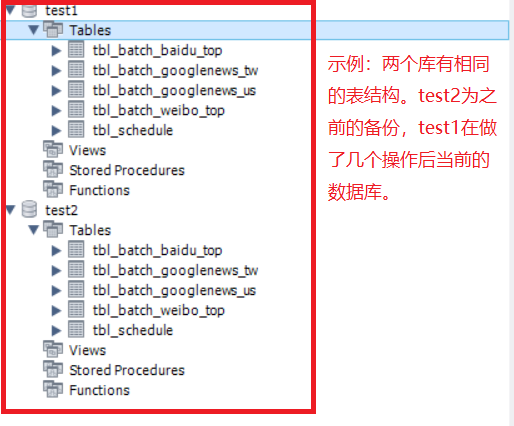 test1
Tables
tbl_batch_baidu_top
tbl_batch_googlenews_tw
tbl_batch_googlenews_us
tbl_batch_weibo_top
tbl_schedule
Views
Stored Procedures
Functions
test2
Tables
tbl_batch_baidu_top
tbl_batch_googlenews_tw
tbl_batch_googlenews_us
tbl_batch_weibo_top
tbl_schedule
Views
Stored Procedures
Functions
示例：两个库有相同
的表结构。test2为之
前的备份，test1在做
了几个操作后当前的
数据库。